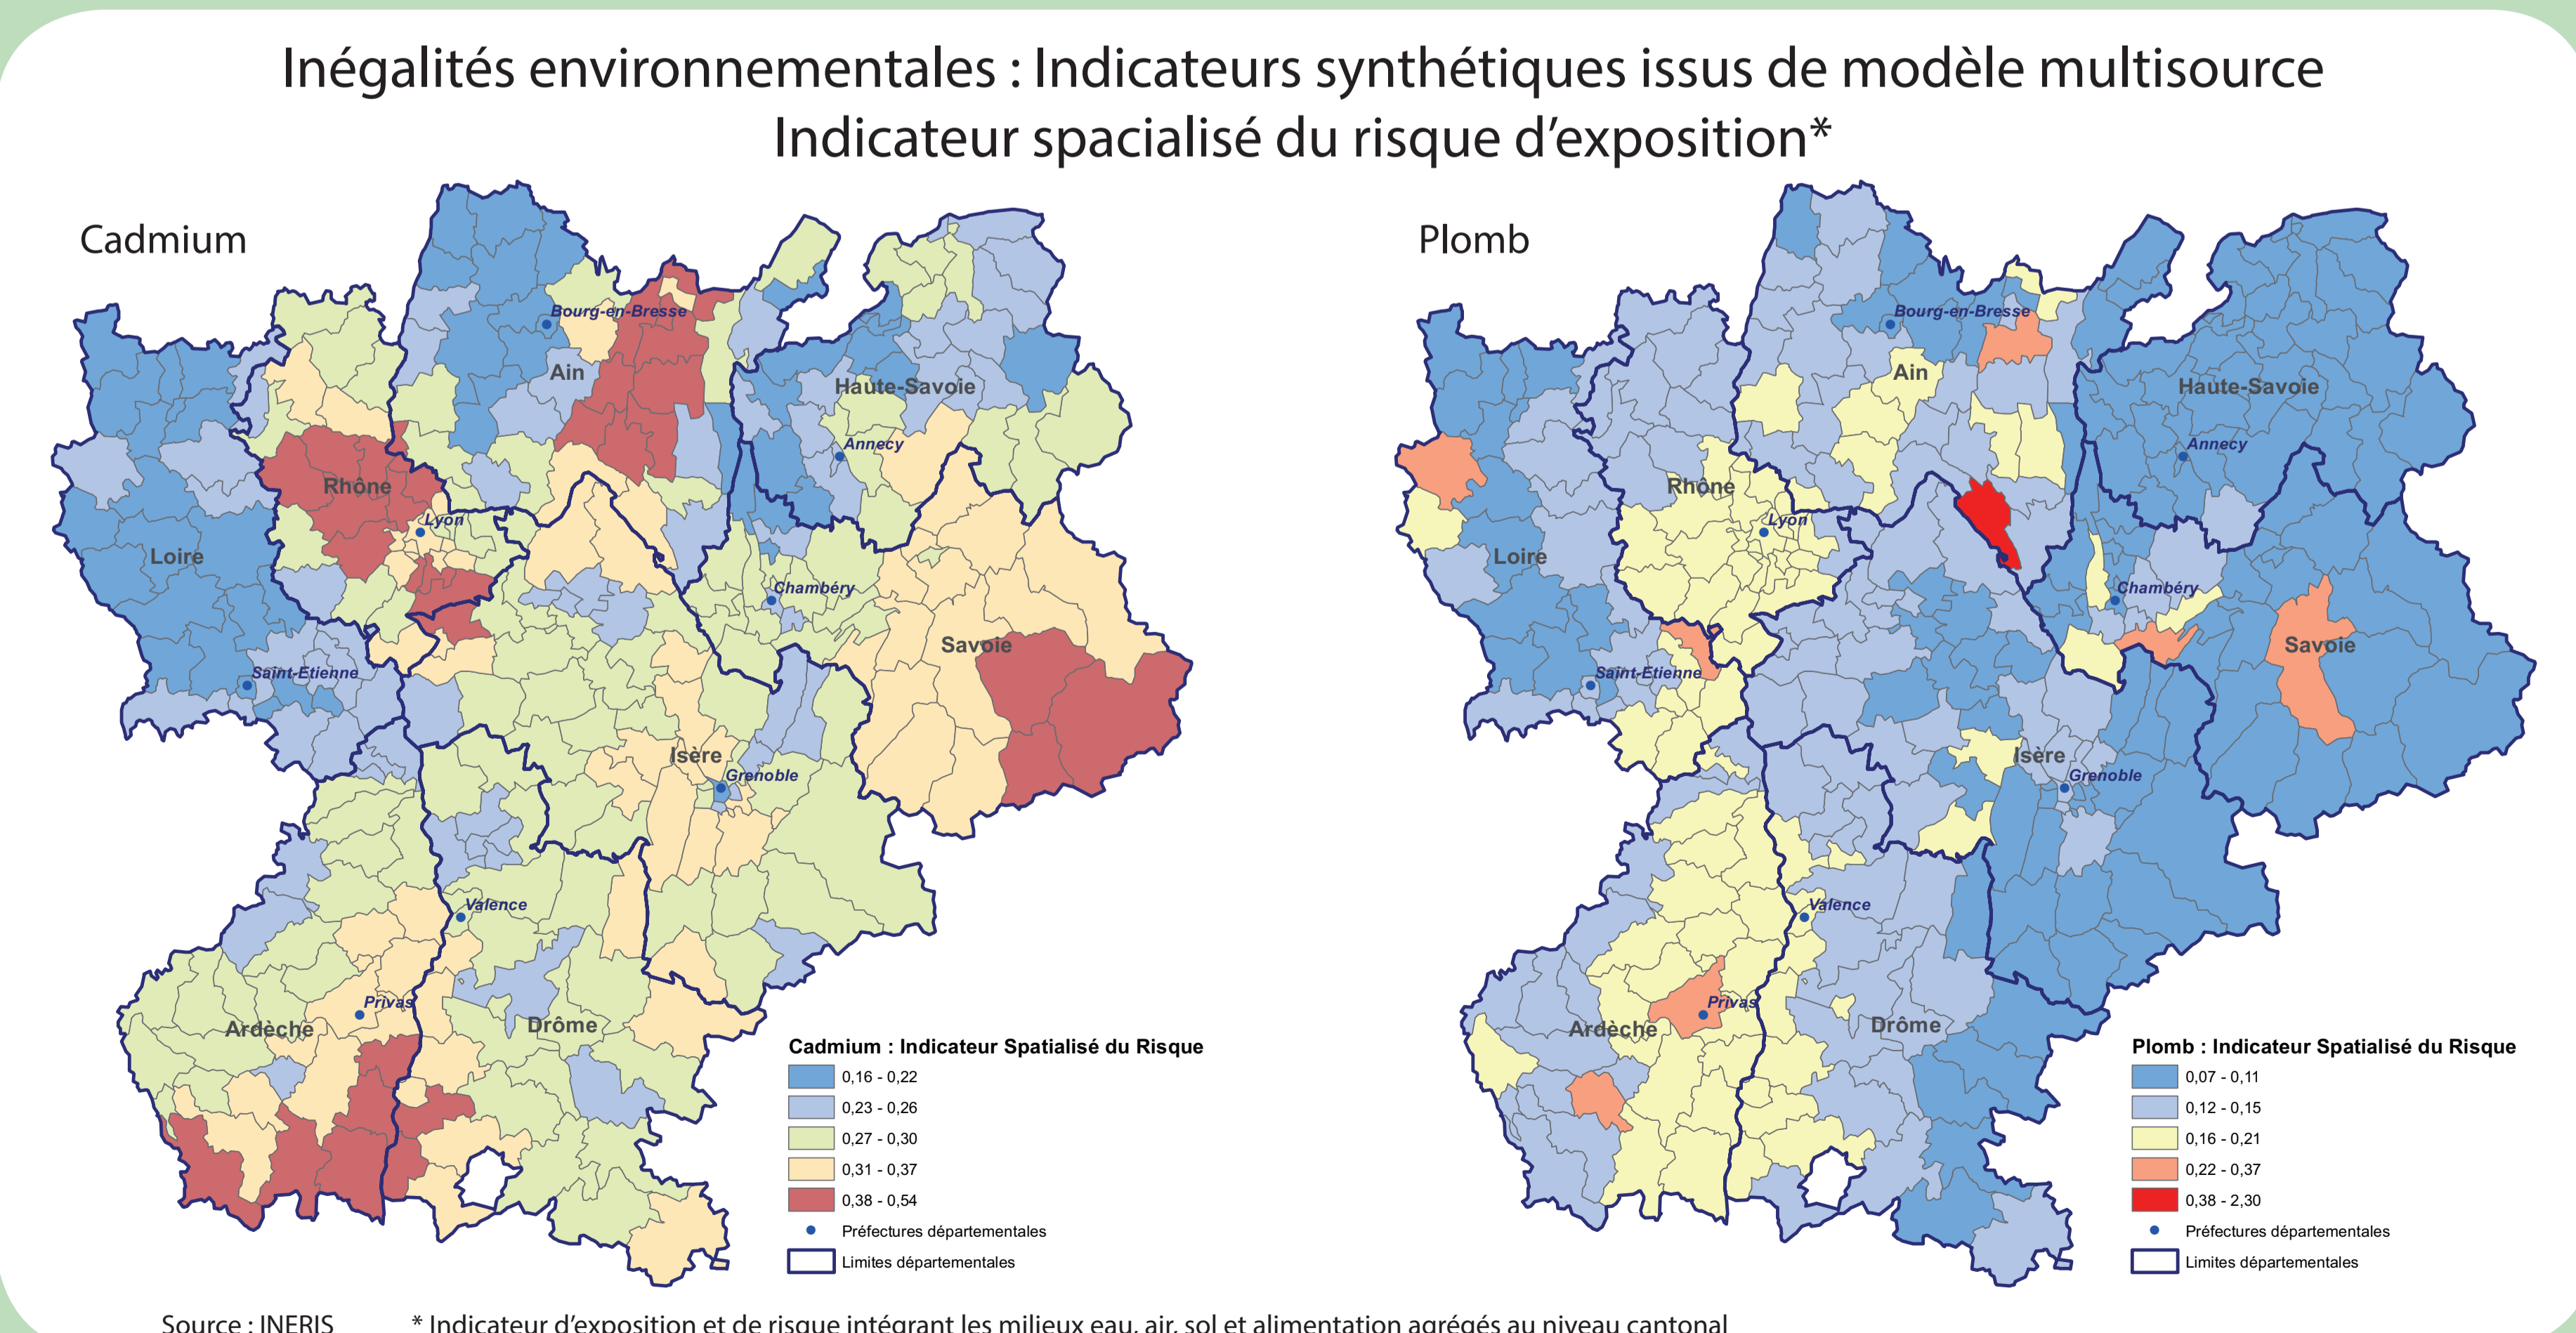 Inégalités environnementales : Indicateurs synthétiques issus de modèle multisource
Indicateur spacialisé du risque d’exposition*
Cadmium
Bourg-en-Bresse
Ain
Haute-Savoie
Annecy
Rhône
Lyon
Loire
Chambéry
Savoie
Saint-Etienne
Isère
Grenoble
Valence
Privas
Ardèche
Drôme
Cadmium : Indicateur Spatialisé du Risque
0,16 - 0,22
0,23 - 0,26
0,27 - 0,30
0,31 - 0,37
0,38 - 0,54
Préfectures départementales
Limites départementales
Plomb
Bourg-en-Bresse
Ain
Haute-Savoie
Annecy
Rhône
Lyon
Loire
Chambéry
Savoie
Saint-Etienne
Isère
Grenoble
Valence
Privas
Ardèche
Drôme
Plomb : Indicateur Spatialisé du Risque
0,07 - 0,11
0,12 - 0,15
0,16 - 0,21
0,22 - 0,37
0,38 - 2,30
Préfectures départementales
Limites départementales
Source : INERIS
* Indicateur d’exposition et de risque intégrant les milieux eau, air, sol et alimentation agrégés au niveau cantonal